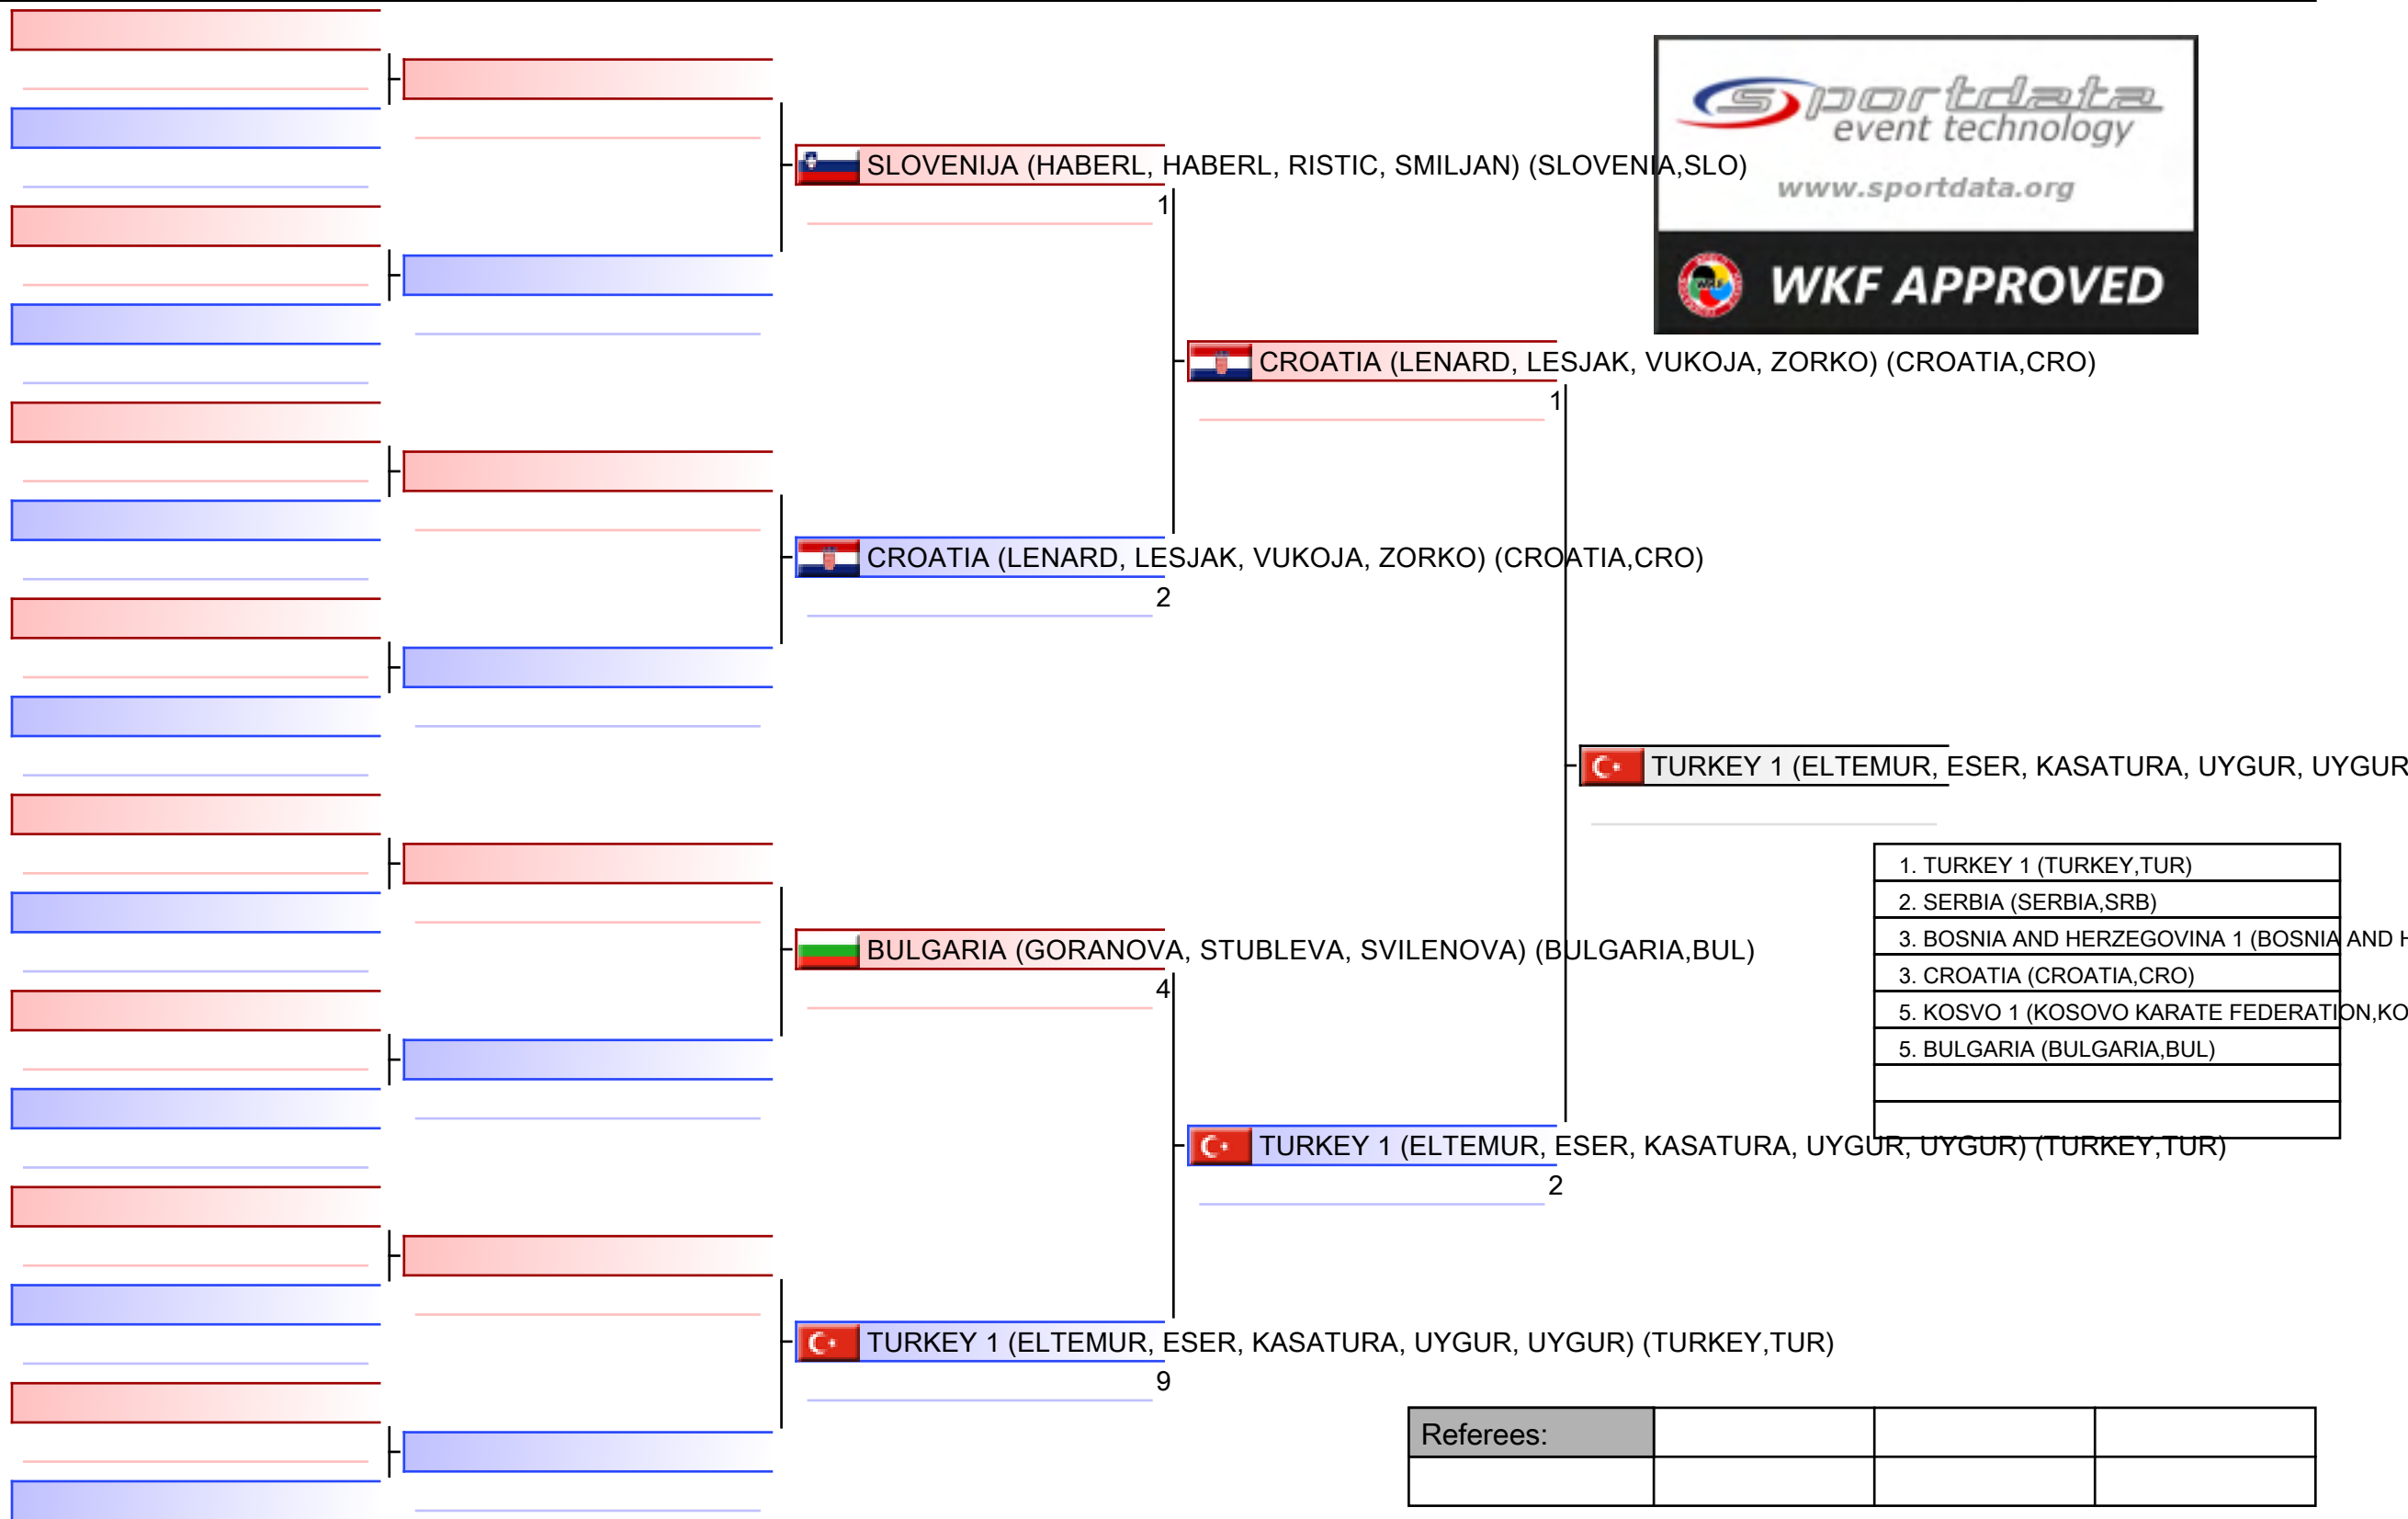 sportdata
event technology
www.sportdata.org
WKF APPROVED
SLOVENIJA (HABERL, HABERL, RISTIC, SMILJAN) (SLOVENIA,SLO)
1
CROATIA (LENARD, LESJAK, VUKOJA, ZORKO) (CROATIA,CRO)
1
CROATIA (LENARD, LESJAK, VUKOJA, ZORKO) (CROATIA,CRO)
2
TURKEY 1 (ELTEMUR, ESER, KASATURA, UYGUR, UYGUR
1. TURKEY 1 (TURKEY,TUR)
2. SERBIA (SERBIA,SRB)
3. BOSNIA AND HERZEGOVINA 1 (BOSNIA AND H
3. CROATIA (CROATIA,CRO)
5. KOSVO 1 (KOSOVO KARATE FEDERATION,KO
5. BULGARIA (BULGARIA,BUL)
BULGARIA (GORANOVA, STUBLEVA, SVILENOVA) (BULGARIA,BUL)
4
TURKEY 1 (ELTEMUR, ESER, KASATURA, UYGUR, UYGUR) (TURKEY,TUR)
2
TURKEY 1 (ELTEMUR, ESER, KASATURA, UYGUR, UYGUR) (TURKEY,TUR)
9
Referees: